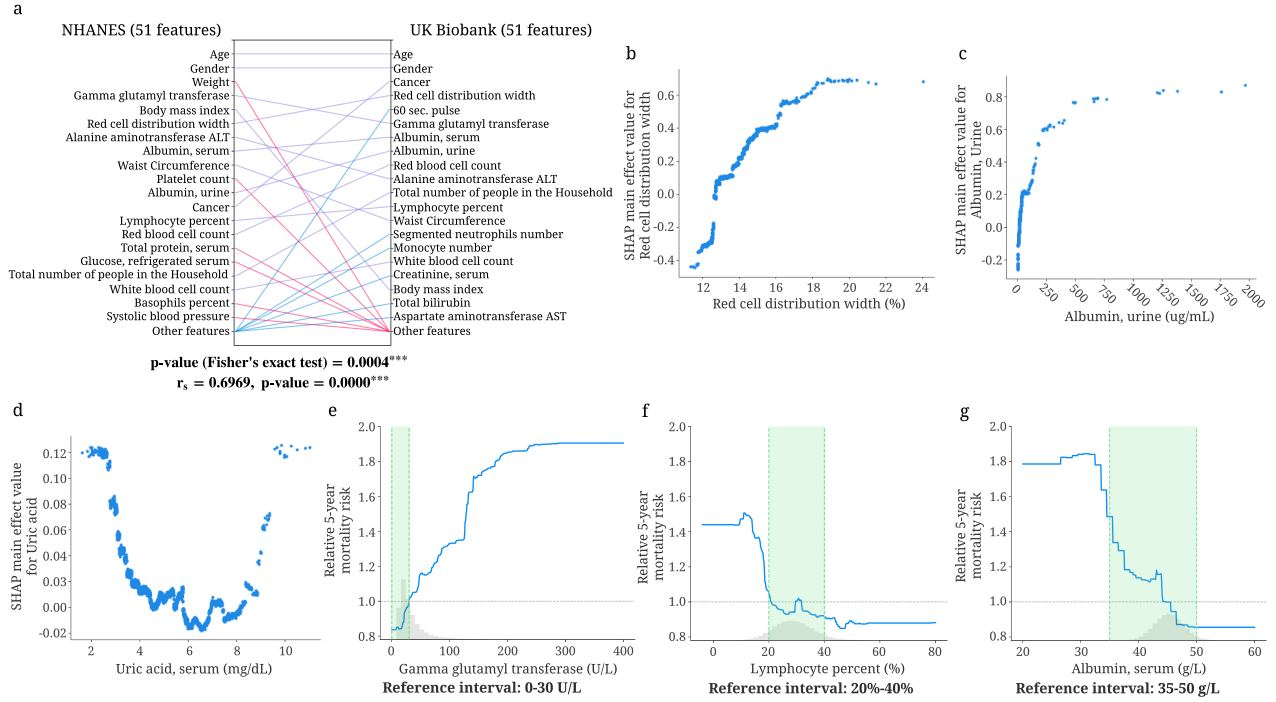 a
NHANES (51 features)
UK Biobank (51 features)
Age
Gender
Weight
Gamma glutamyl transferase
Body mass index
Red cell distribution width
Alanine aminotransferase ALT
Albumin, serum
Waist Circumference
Platelet count
Albumin, urine
Cancer
Lymphocyte percent
Red blood cell count
Total protein, serum
Glucose, refrigerated serum
Total number of people in the Household
White blood cell count
Basophils percent
Systolic blood pressure
Other features
Age
Gender
Cancer
Red cell distribution width
60 sec. pulse
Gamma glutamyl transferase
Albumin, serum
Albumin, urine
Red blood cell count
Alanine aminotransferase ALT
Total number of people in the Household
Lymphocyte percent
Waist Circumference
Segmented neutrophils number
Monocyte number
White blood cell count
Creatinine, serum
Body mass index
Total bilirubin
Aspartate aminotransferase AST
Other features
p-value (Fisher's exact test) = 0.0004***
rs = 0.6969, p-value = 0.0000***
b
SHAP main effect value for
Red cell distribution width
0.6
0.4
0.2
0.0
-0.2
-0.4
12 14 16 18 20 22 24
Red cell distribution width (%)
c
SHAP main effect value for
Albumin, Urine
0.8
0.6
0.4
0.2
0.0
-0.2
0 250 500 750 1000 1250 1500 1750 2000
Albumin, urine (ug/mL)
d
SHAP main effect value
for Uric acid
0.12
0.10
0.08
0.06
0.04
0.03
0.00
-0.02
2 4 6 8 10
Uric acid, serum (mg/dL)
e
Relative 5-year
mortality risk
2.0
1.8
1.6
1.4
1.2
1.0
0.8
0 100 200 300 400
Gamma glutamyl transferase (U/L)
Reference interval: 0-30 U/L
f
Relative 5-year
mortality risk
2.0
1.8
1.6
1.4
1.2
1.0
0.8
0 20 40 60 80
Lymphocyte percent (%)
Reference interval: 20%-40%
g
Relative 5-year
mortality risk
2.0
1.8
1.6
1.4
1.2
1.0
0.8
20 30 40 50 60
Albumin, serum (g/L)
Reference interval: 35-50 g/L